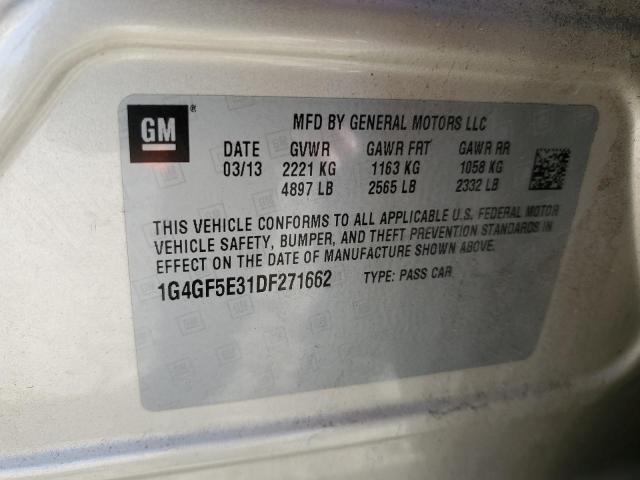 GM ®
MFD BY GENERAL MOTORS LLC
DATE GVWR GAWR FRT GAWR RR
03/13 2221 KG 1163 KG 1058 KG
4897 LB 2565 LB 2332 LB
THIS VEHICLE CONFORMS TO ALL APPLICABLE U.S. FEDERAL MOTOR
VEHICLE SAFETY, BUMPER, AND THEFT PREVENTION STANDARDS IN
EFFECT ON THE DATE OF MANUFACTURE SHOWN ABOVE.
1G4GF5E31DF271662 TYPE: PASS CAR